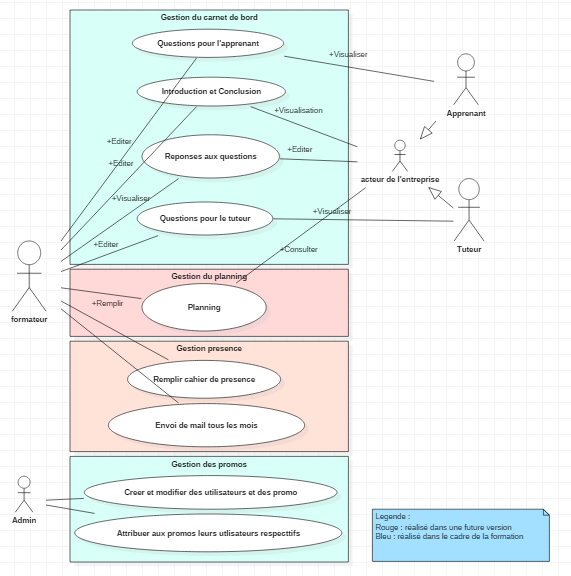 Gestion du carnet de bord
Questions pour l'apprenant
+Visualiser
Introduction et Conclusion
+Visualisation
Apprenant
+Editer
+Editer
Reponses aux questions
+Editer
acteur de l'entreprise
+Visualiser
Questions pour le tuteur
+Visualiser
+Editer
+Consulter
Tuteur
Gestion du planning
+Remplir
Planning
formateur
Gestion presence
Remplir cahier de presence
Envoi de mail tous les mois
Gestion des promos
Creer et modifier des utilisateurs et des promo
Admin
Attribuer aux promos leurs utlisateurs respecttifs
Legende :
Rouge : réalisé dans une future version
Bleu : réalisé dans le cadre de la formation